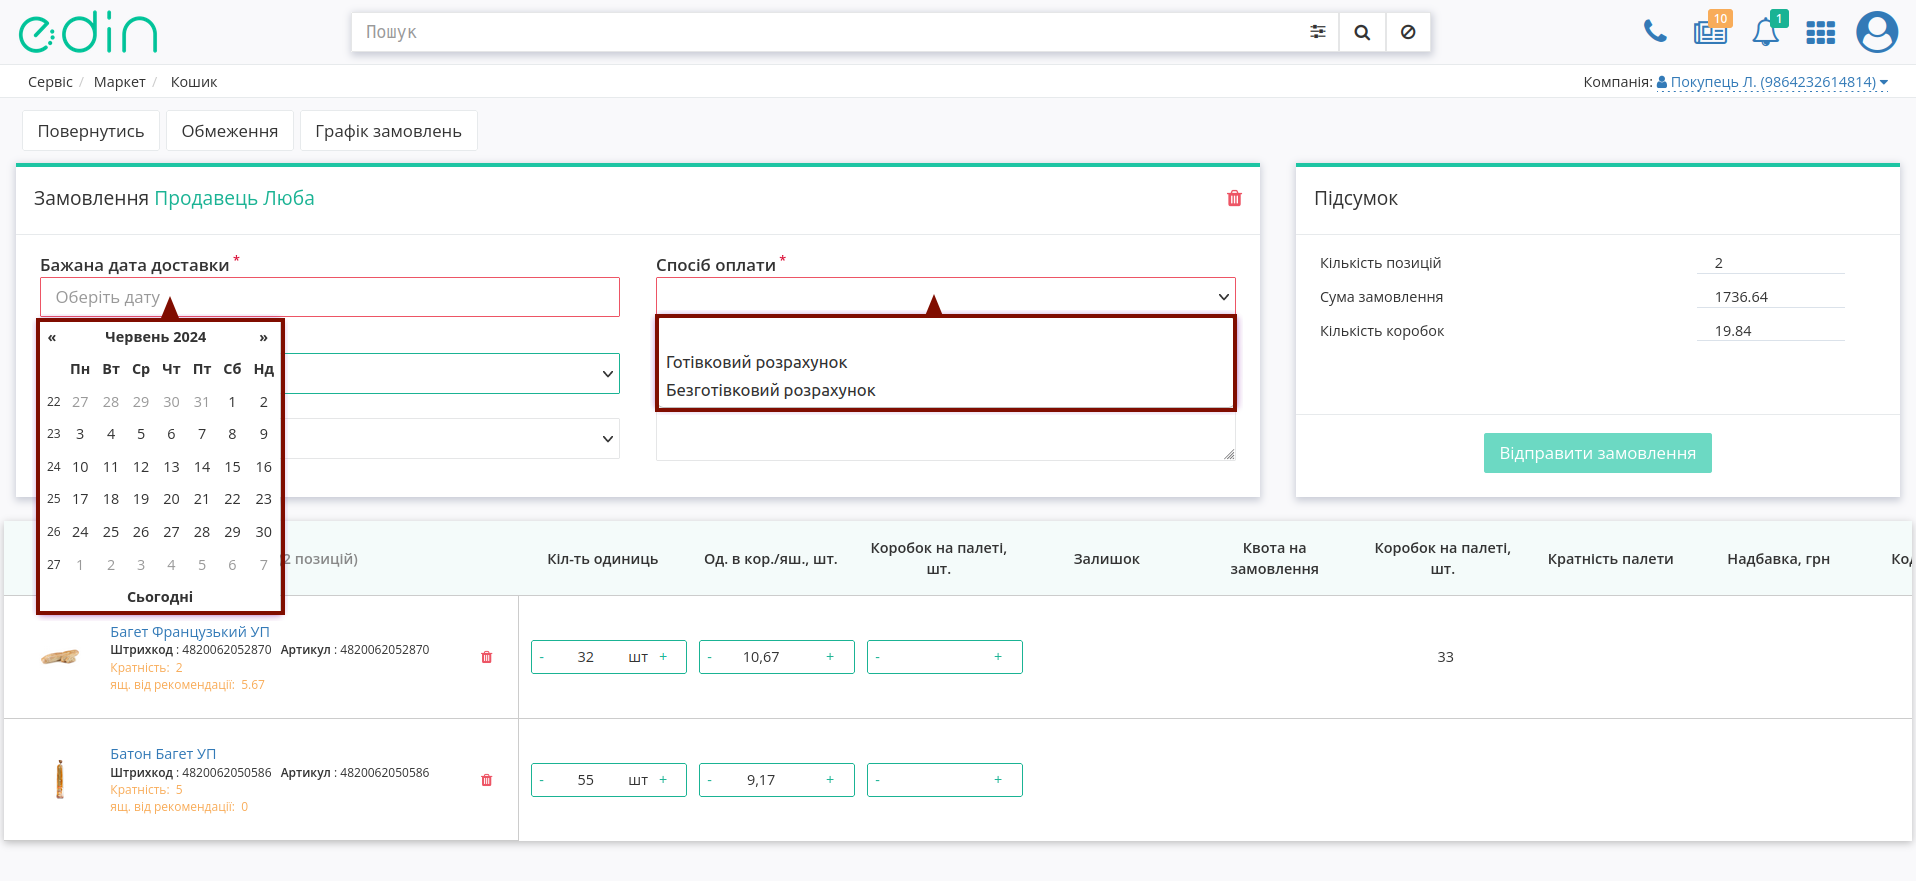 edin
Пошук
10
1
Сервіс / Маркет / Кошик
Компанія: Покупець Л. (9864232614814)
Повернутись
Обмеження
Графік замовлень
Замовлення Продавець Люба
Бажана дата доставки *
Оберіть дату
Спосіб оплати *
Готівковий розрахунок
Безготівковий розрахунок
« Червень 2024 »
Пн Вт Ср Чт Пт Сб Нд
22 27 28 29 30 31 1 2
23 3 4 5 6 7 8 9
24 10 11 12 13 14 15 16
25 17 18 19 20 21 22 23
26 24 25 26 27 28 29 30
27 1 2 3 4 5 6 7
Сьогодні
Підсумок
Кількість позицій 2
Сума замовлення 1736.64
Кількість коробок 19.84
Відправити замовлення
2 позицій)
Кіл-ть одиниць
Од. в кор./яш., шт.
Коробок на палеті,
шт.
Залишок
Квота на
замовлення
Коробок на палеті,
шт.
Кратність палети
Надбавка, грн
Код
Багет Французький УП
Штрихкод : 4820062052870 Артикул : 4820062052870
Кратність: 2
ящ. від рекомендації: 5.67
- 32 шт +
- 10,67 +
- +
33
Батон Багет УП
Штрихкод : 4820062050586 Артикул : 4820062050586
Кратність: 5
ящ. від рекомендації: 0
- 55 шт +
- 9,17 +
- +